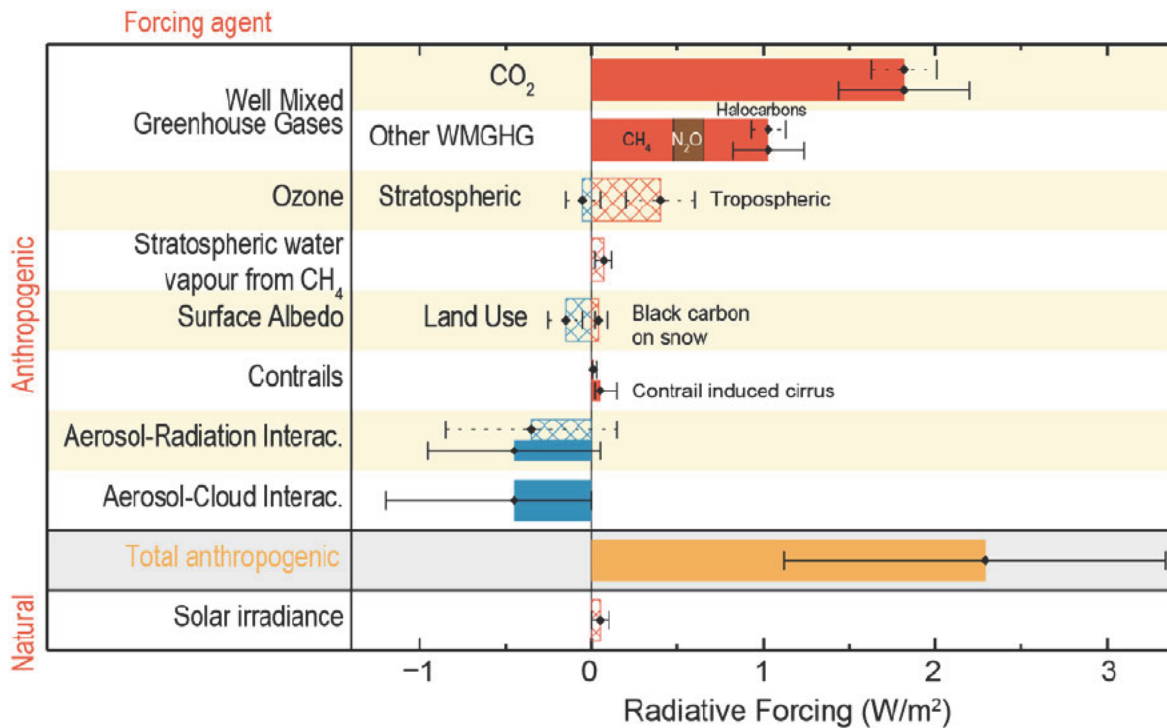 Forcing agent
Anthropogenic
Natural
Well Mixed
Greenhouse Gases
CO₂
Other WMGHG
CH₄
N₂O
Halocarbons
Ozone
Stratospheric
Tropospheric
Stratospheric water
vapour from CH₄
Surface Albedo
Land Use
Black carbon
on snow
Contrails
Contrail induced cirrus
Aerosol-Radiation Interac.
Aerosol-Cloud Interac.
Total anthropogenic
Solar irradiance
−1 0 1 2 3
Radiative Forcing (W/m²)